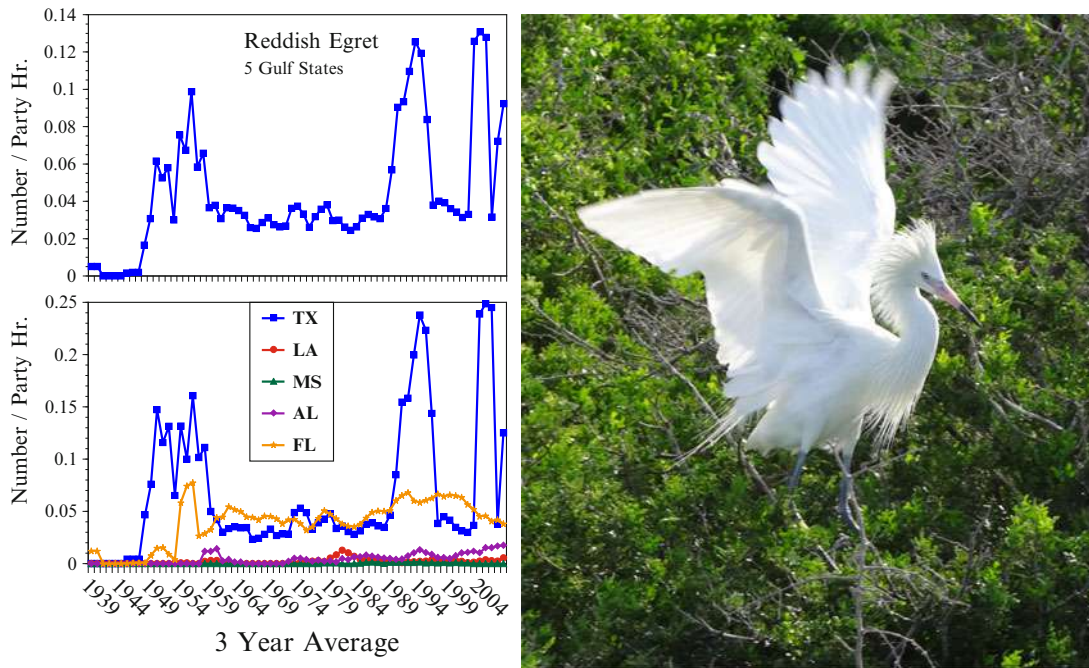 0.14
0.12
0.1
0.08
0.06
0.04
0.02
0
Number / Party Hr.
Reddish Egret
5 Gulf States
0.25
0.2
0.15
0.1
0.05
0
Number / Party Hr.
TX
LA
MS
AL
FL
1939
1944
1949
1954
1959
1964
1969
1974
1979
1984
1989
1994
1999
2004
3 Year Average